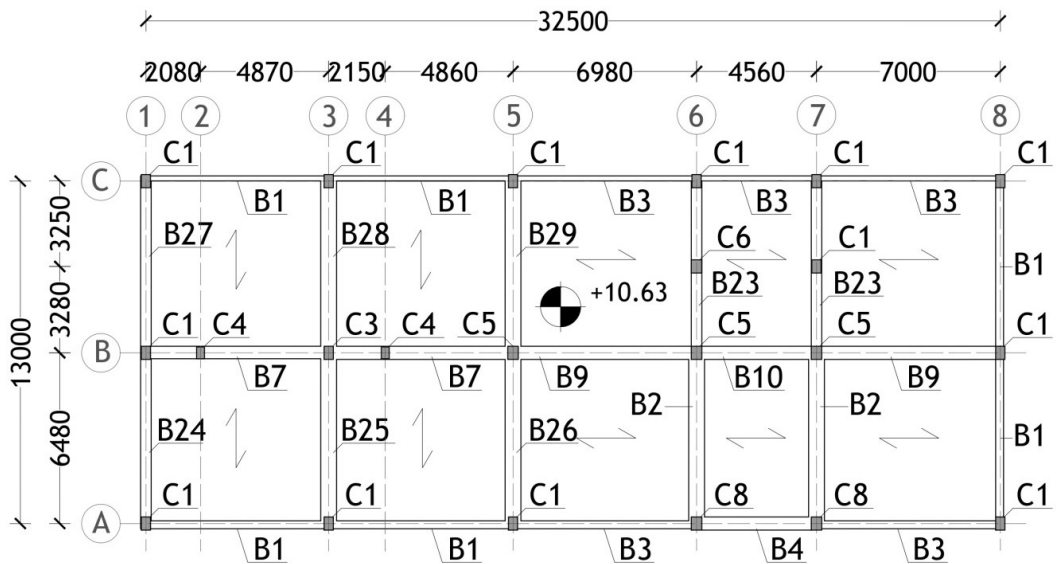 32500
2080 4870 2150 4860 6980 4560 7000
1 2 3 4 5 6 7 8
C1 C1 C1 C1 C1 C1
C
B1 B1 B3 B3 B3
3250
B27 B28 B29 C6 C1
B1
+10.63 B23 B23
3280
C1 C4 C3 C4 C5 C5 C5 C1
B
13000
B7 B7 B9 B10 B9
B2 B2
6480
B24 B25 B26 B1
C1 C1 C1 C8 C8 C1
A
B1 B1 B3 B4 B3